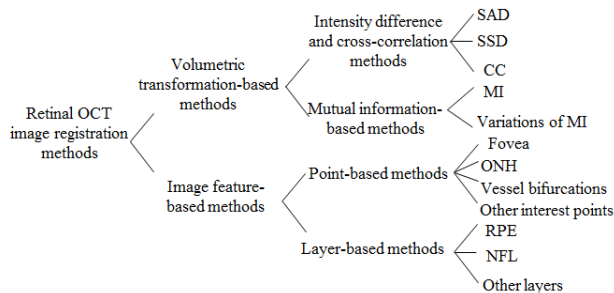 Retinal OCT
image registration
methods
Volumetric
transformation-based
methods
Image feature-
based methods
Intensity difference
and cross-correlation
methods
Mutual information-
based methods
Point-based methods
Layer-based methods
SAD
SSD
CC
MI
Variations of MI
Fovea
ONH
Vessel bifurcations
Other interest points
RPE
NFL
Other layers